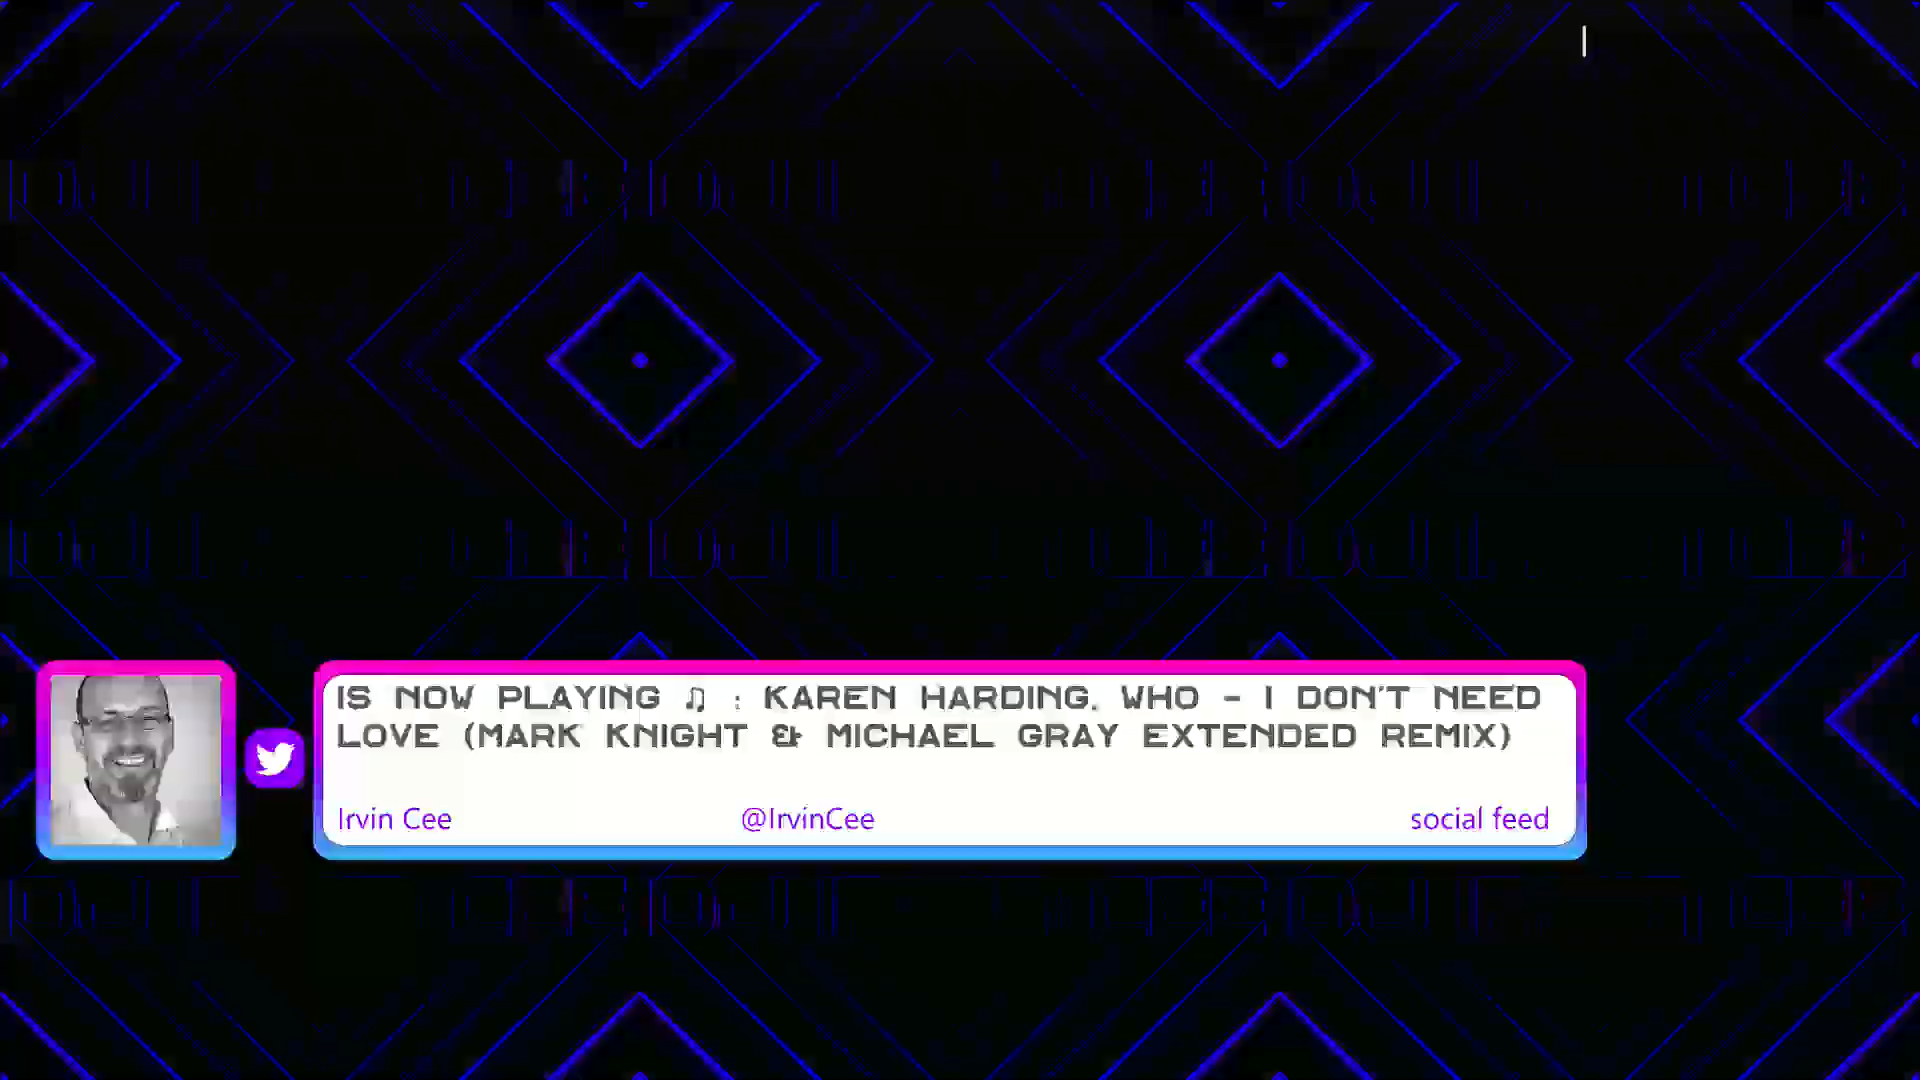 IS NOW PLAYING ♫ : KAREN HARDING, WHO - I DON'T NEED
LOVE (MARK KNIGHT & MICHAEL GRAY EXTENDED REMIX)
Irvin Cee @IrvinCee social feed